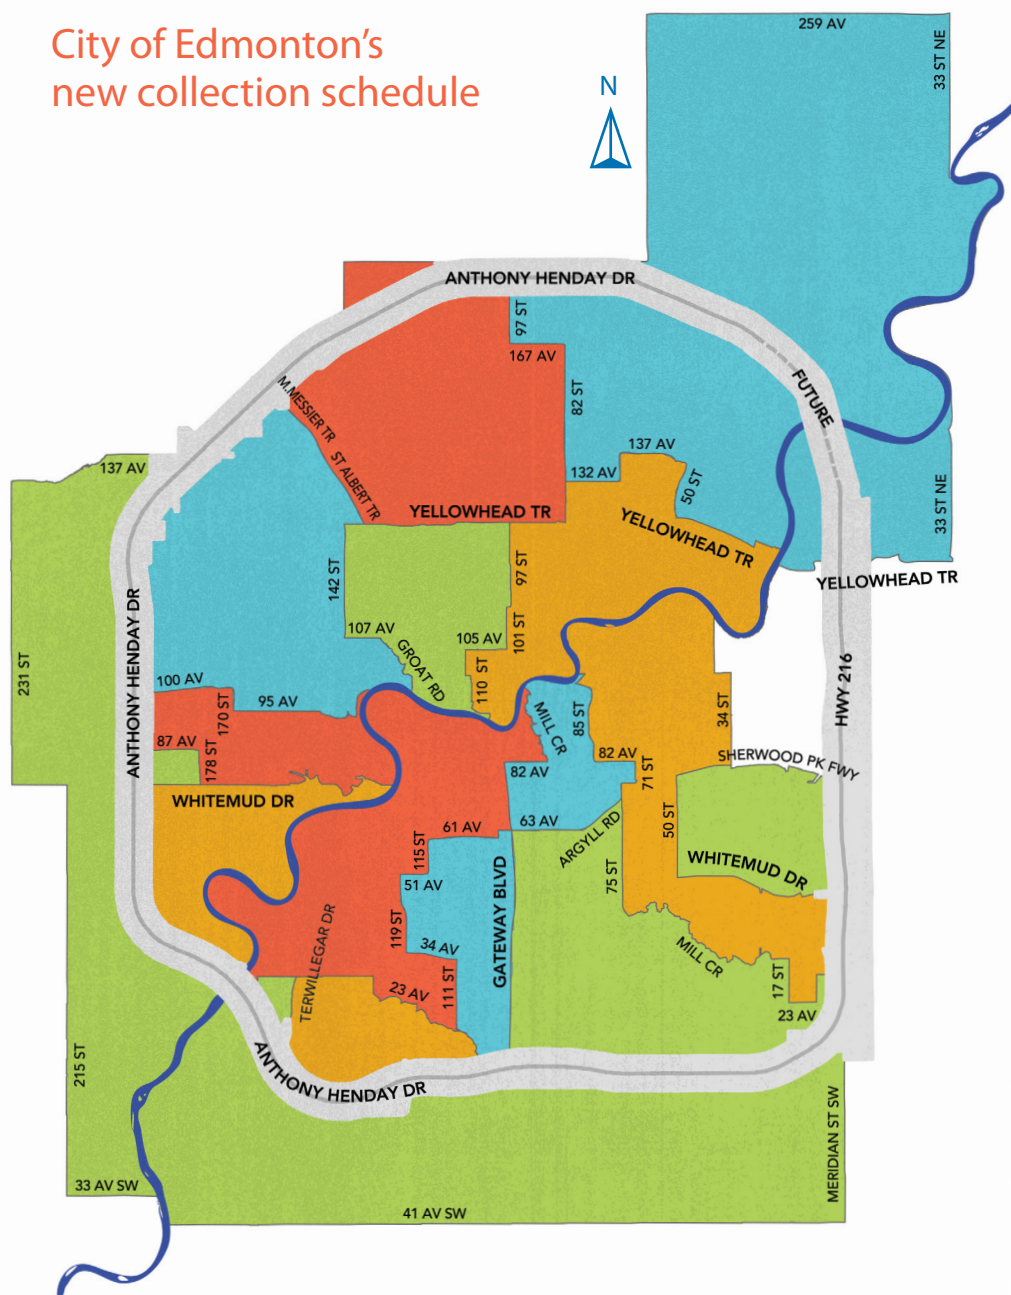 City of Edmonton's
new collection schedule
N
259 AV
33 ST NE
ANTHONY HENDAY DR
97 ST
167 AV
82 ST
FUTURE
M.MESSIER TR
ST ALBERT TR
137 AV
132 AV
137 AV
50 ST
33 ST NE
YELLOWHEAD TR
YELLOWHEAD TR
YELLOWHEAD TR
142 ST
97 ST
107 AV
105 AV
101 ST
GROAT RD
110 ST
231 ST
ANTHONY HENDAY DR
100 AV
170 ST
95 AV
87 AV
178 ST
MILL CR
85 ST
34 ST
HWY 216
82 AV
82 AV
71 ST
SHERWOOD PK FWY
WHITEMUD DR
61 AV
63 AV
ARGYLL RD
50 ST
115 ST
51 AV
GATEWAY BLVD
75 ST
WHITEMUD DR
119 ST
34 AV
TERWILLEGAR DR
23 AV
111 ST
MILL CR
17 ST
23 AV
215 ST
ANTHONY HENDAY DR
MERIDIAN ST SW
33 AV SW
41 AV SW